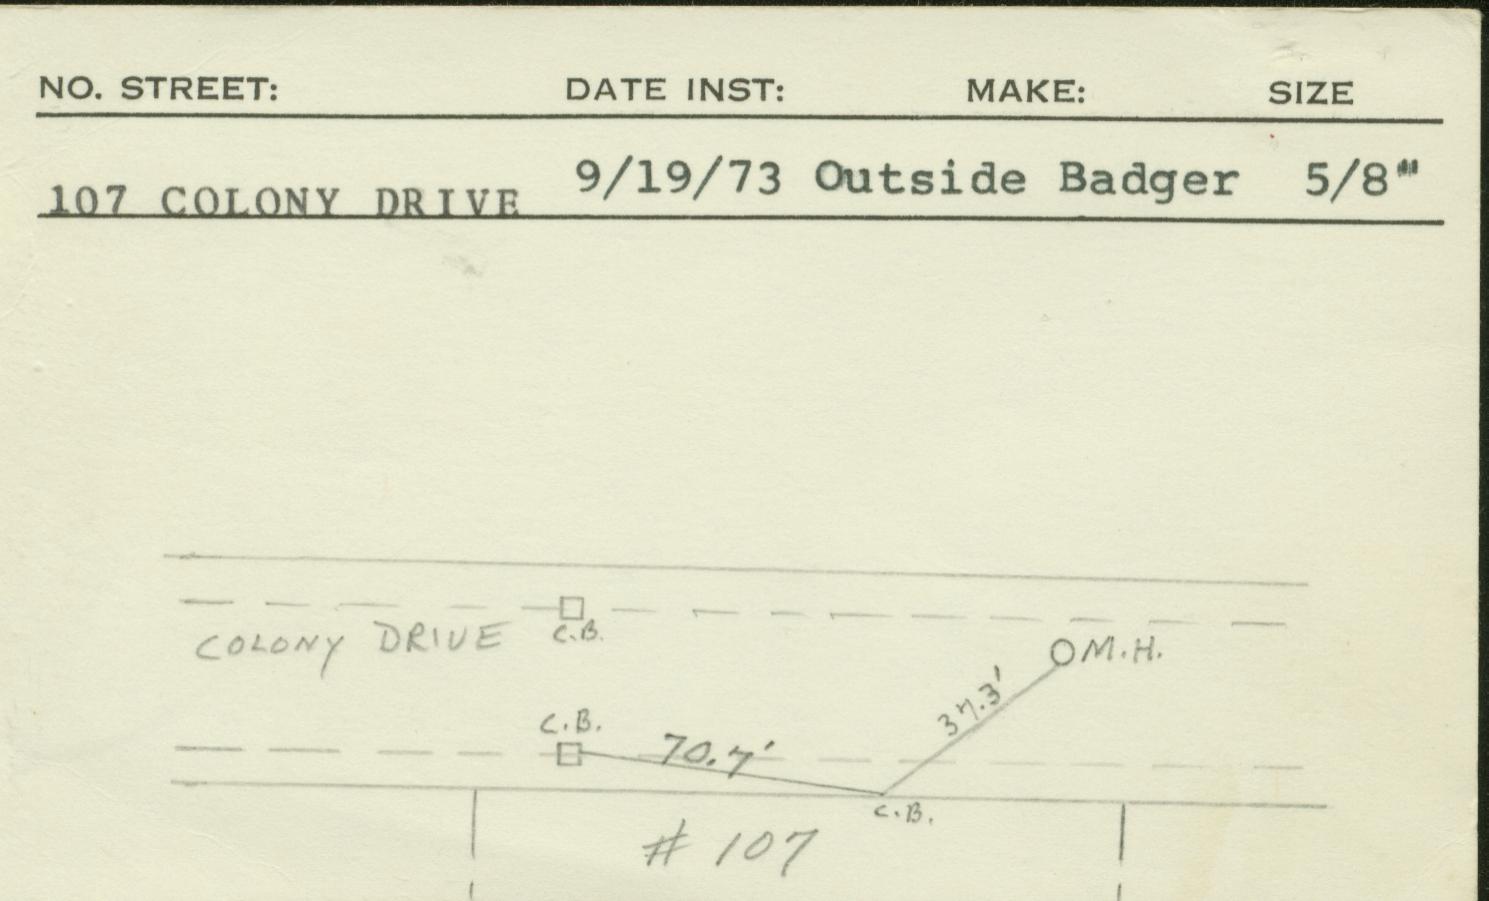 NO. STREET: DATE INST: MAKE: SIZE
107 COLONY DRIVE 9/19/73 Outside Badger 5/8"
COLONY DRIVE C.B.
M.H.
37.3'
C.B.
70.7'
C.B.
# 107